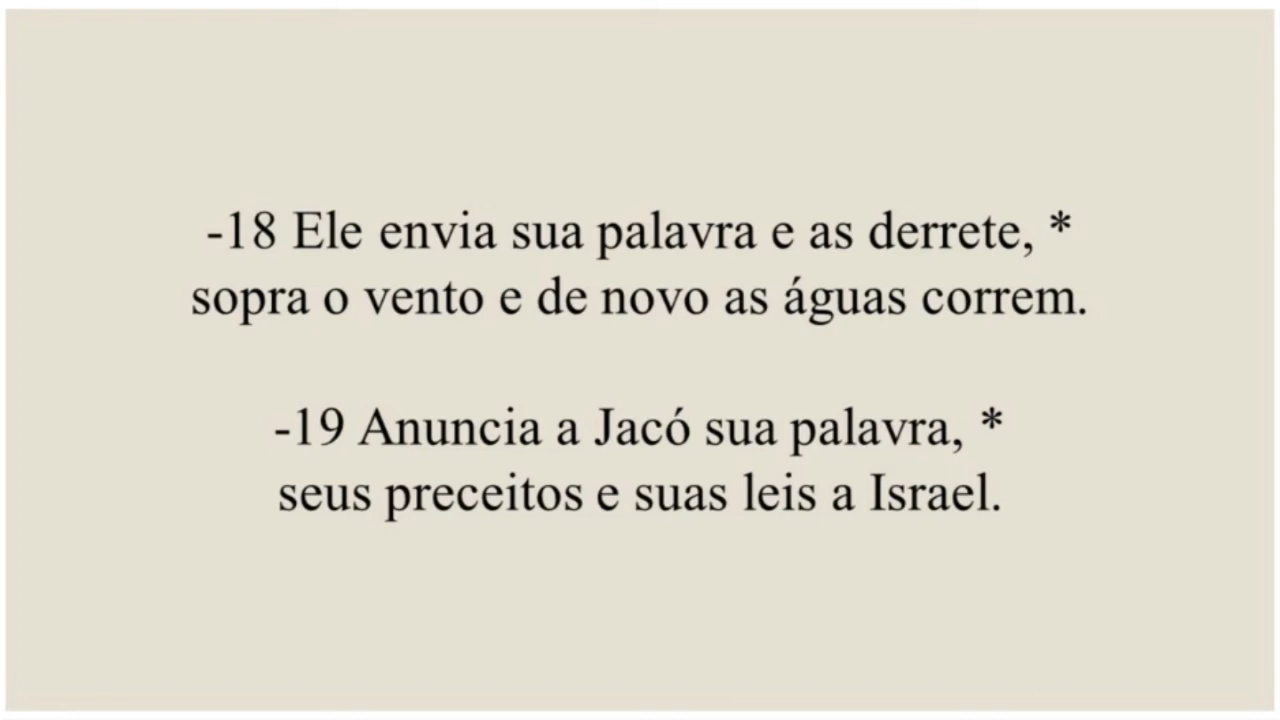 -18 Ele envia sua palavra e as derrete, *
sopra o vento e de novo as águas correm.
-19 Anuncia a Jacó sua palavra, *
seus preceitos e suas leis a Israel.